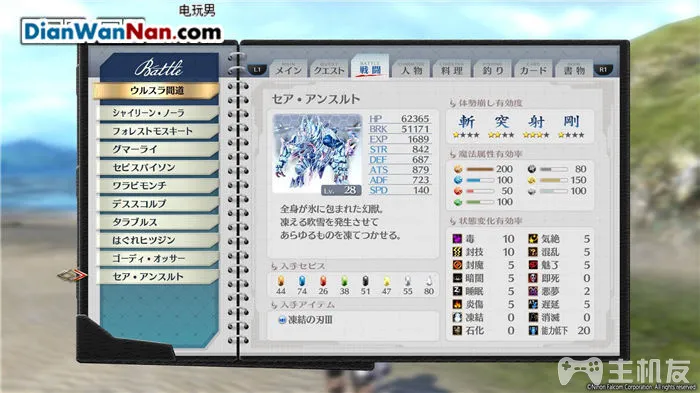 电玩男
DianWanNan.com
Battle
ウルスラ間道
シャイリーン・ノーラ
フォレストモスキート
グマーライ
セピスバイソン
ワラビモンチ
デススコルプ
タラプルス
はぐれヒツジン
ゴーディ・オッサー
セア・アンスルト
L1
メイン
クエスト
BATTLE
戦闘
人物
料理
釣り
カード
書物
R1
セア・アンスルト
Lv. 28
HP 62365
BRK 51171
EXP 1689
STR 842
DEF 687
ATS 879
ADF 723
SPD 140
全身が氷に包まれた幻獣。
凍える吹雪を発生させて
あらゆるものを凍てつかせる。
入手セピス
44 74 26 38 51 47 55 80
入手アイテム
凍結の刃Ⅲ
体勢崩し有効度
斬 突 射 剛
★★★★ ★★★★ ★★★★ ★★★★
魔法属性有効率
200 80
100 150
50 100
100
状態変化有効率
毒 10 気絶 5
封技 10 混乱 5
封魔 5 魅了 5
暗闇 5 即死 0
睡眠 5 悪夢 2
炎傷 5 遅延 5
凍結 0 消滅 0
石化 0 能力低下 20
主机友
©Nihon Falcom Corporation. All rights reserved.